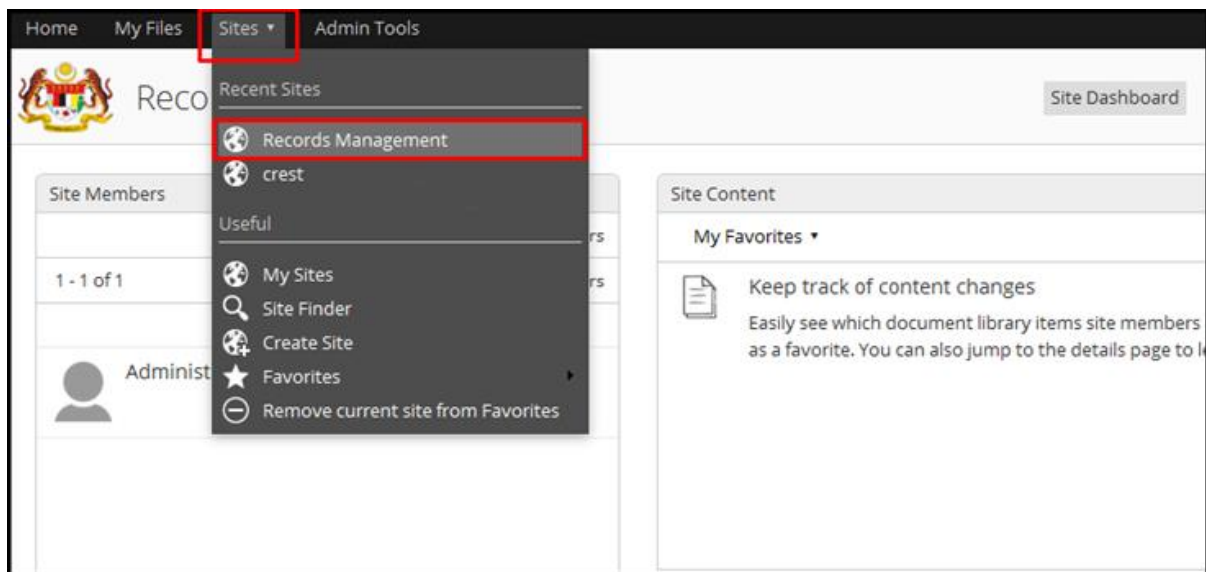 Home My Files Sites Admin Tools
Reco
Site Dashboard
Recent Sites
Records Management
crest
Useful
My Sites
Site Finder
Create Site
Favorites
Remove current site from Favorites
Site Members
rs
1 - 1 of 1
rs
Administ
Site Content
My Favorites
Keep track of content changes
Easily see which document library items site members
as a favorite. You can also jump to the details page to le